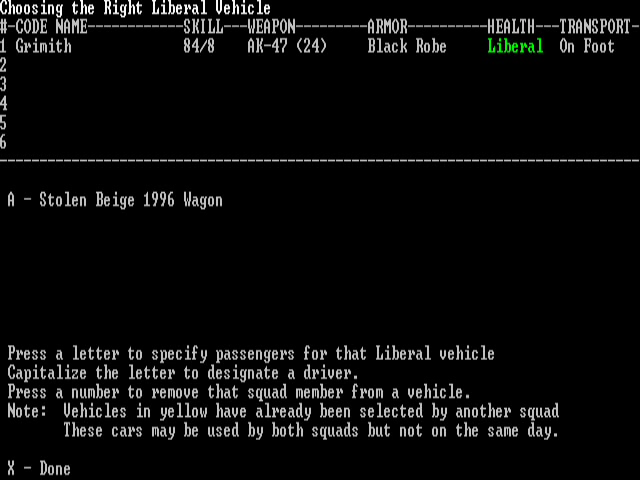 Choosing the Right Liberal Vehicle
#-CODE NAME------------SKILL---WEAPON---------ARMOR----------HEALTH---TRANSPORT-
1 Grimith 84/8 AK-47 (24) Black Robe Liberal On Foot
2
3
4
5
6
--------------------------------------------------------------------------------
A - Stolen Beige 1996 Wagon
Press a letter to specify passengers for that Liberal vehicle
Capitalize the letter to designate a driver.
Press a number to remove that squad member from a vehicle.
Note: Vehicles in yellow have already been selected by another squad
These cars may be used by both squads but not on the same day.
X - Done